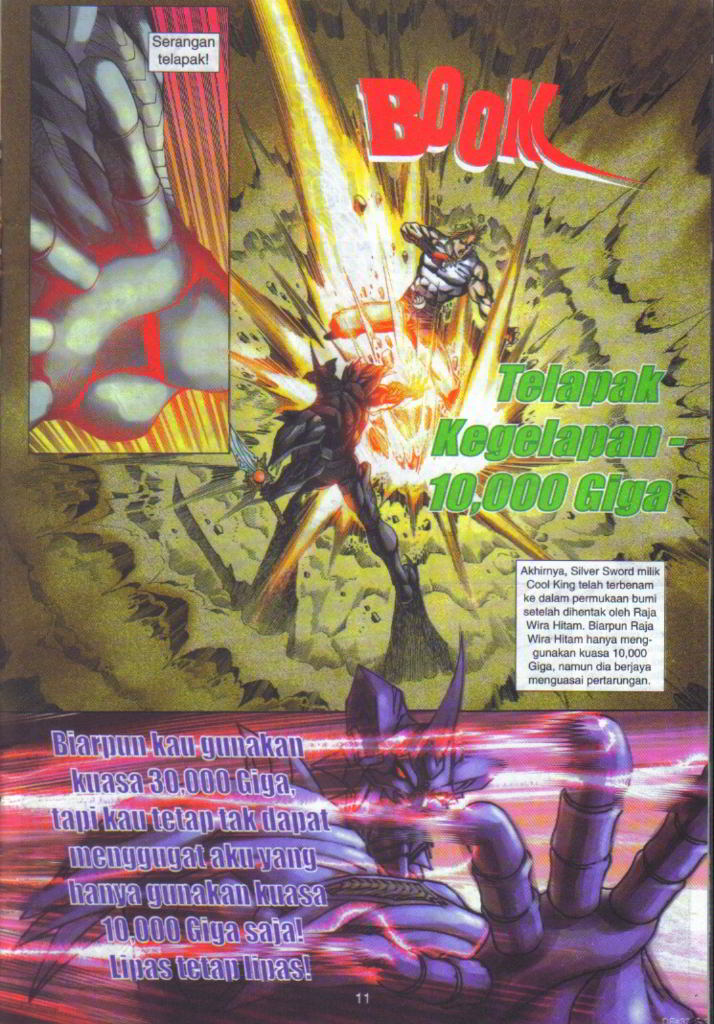 Serangan
telapak!
BOOM
Telapak
Kegelapan -
10,000 Giga
Akhirnya, Silver Sword milik
Cool King telah terbenam
ke dalam permukaan bumi
setelah dihentak oleh Raja
Wira Hitam. Biarpun Raja
Wira Hitam hanya meng-
gunakan kuasa 10,000
Giga, namun dia berjaya
menguasai pertarungan.
Biarpun kau gunakan
kuasa 30,000 Giga,
tapi kau tetap tak dapat
menggugat aku yang
hanya gunakan kuasa
10,000 Giga saja!
Lipas tetap lipas!
11